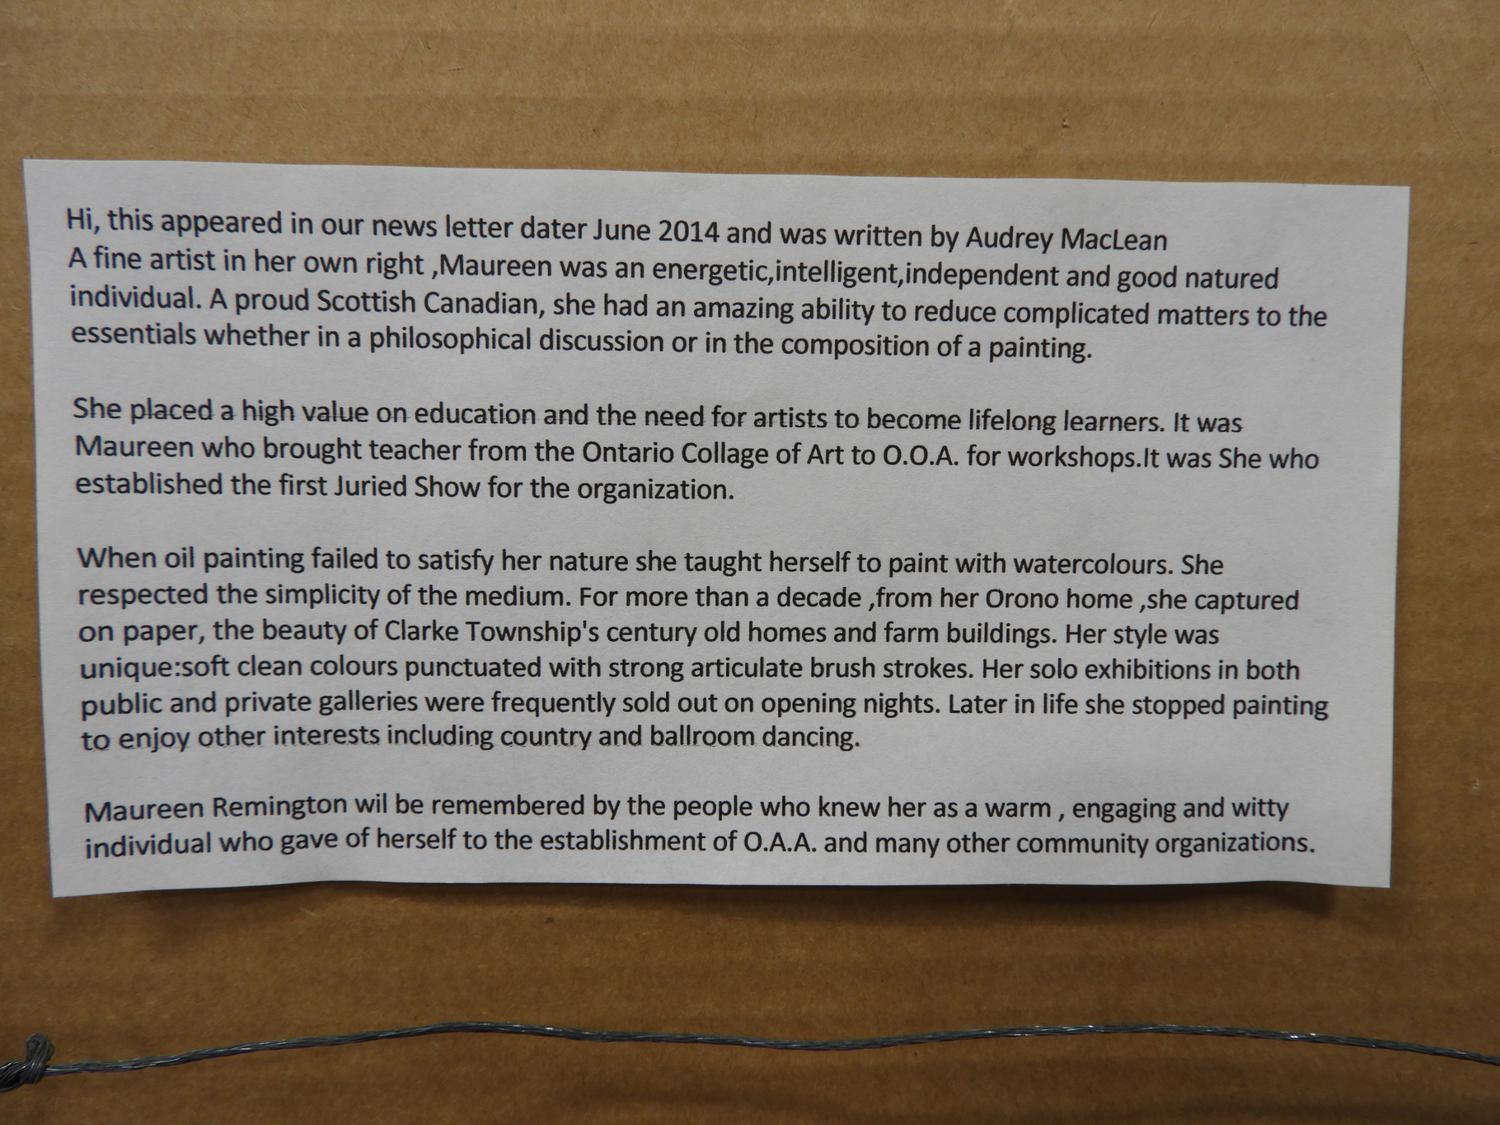 Hi, this appeared in our news letter dater June 2014 and was written by Audrey MacLean
A fine artist in her own right ,Maureen was an energetic,intelligent,independent and good natured
individual. A proud Scottish Canadian, she had an amazing ability to reduce complicated matters to the
essentials whether in a philosophical discussion or in the composition of a painting.
She placed a high value on education and the need for artists to become lifelong learners. It was
Maureen who brought teacher from the Ontario Collage of Art to O.O.A. for workshops.It was She who
established the first Juried Show for the organization.
When oil painting failed to satisfy her nature she taught herself to paint with watercolours. She
respected the simplicity of the medium. For more than a decade ,from her Orono home ,she captured
on paper, the beauty of Clarke Township's century old homes and farm buildings. Her style was
unique:soft clean colours punctuated with strong articulate brush strokes. Her solo exhibitions in both
public and private galleries were frequently sold out on opening nights. Later in life she stopped painting
to enjoy other interests including country and ballroom dancing.
Maureen Remington wil be remembered by the people who knew her as a warm , engaging and witty
individual who gave of herself to the establishment of O.A.A. and many other community organizations.